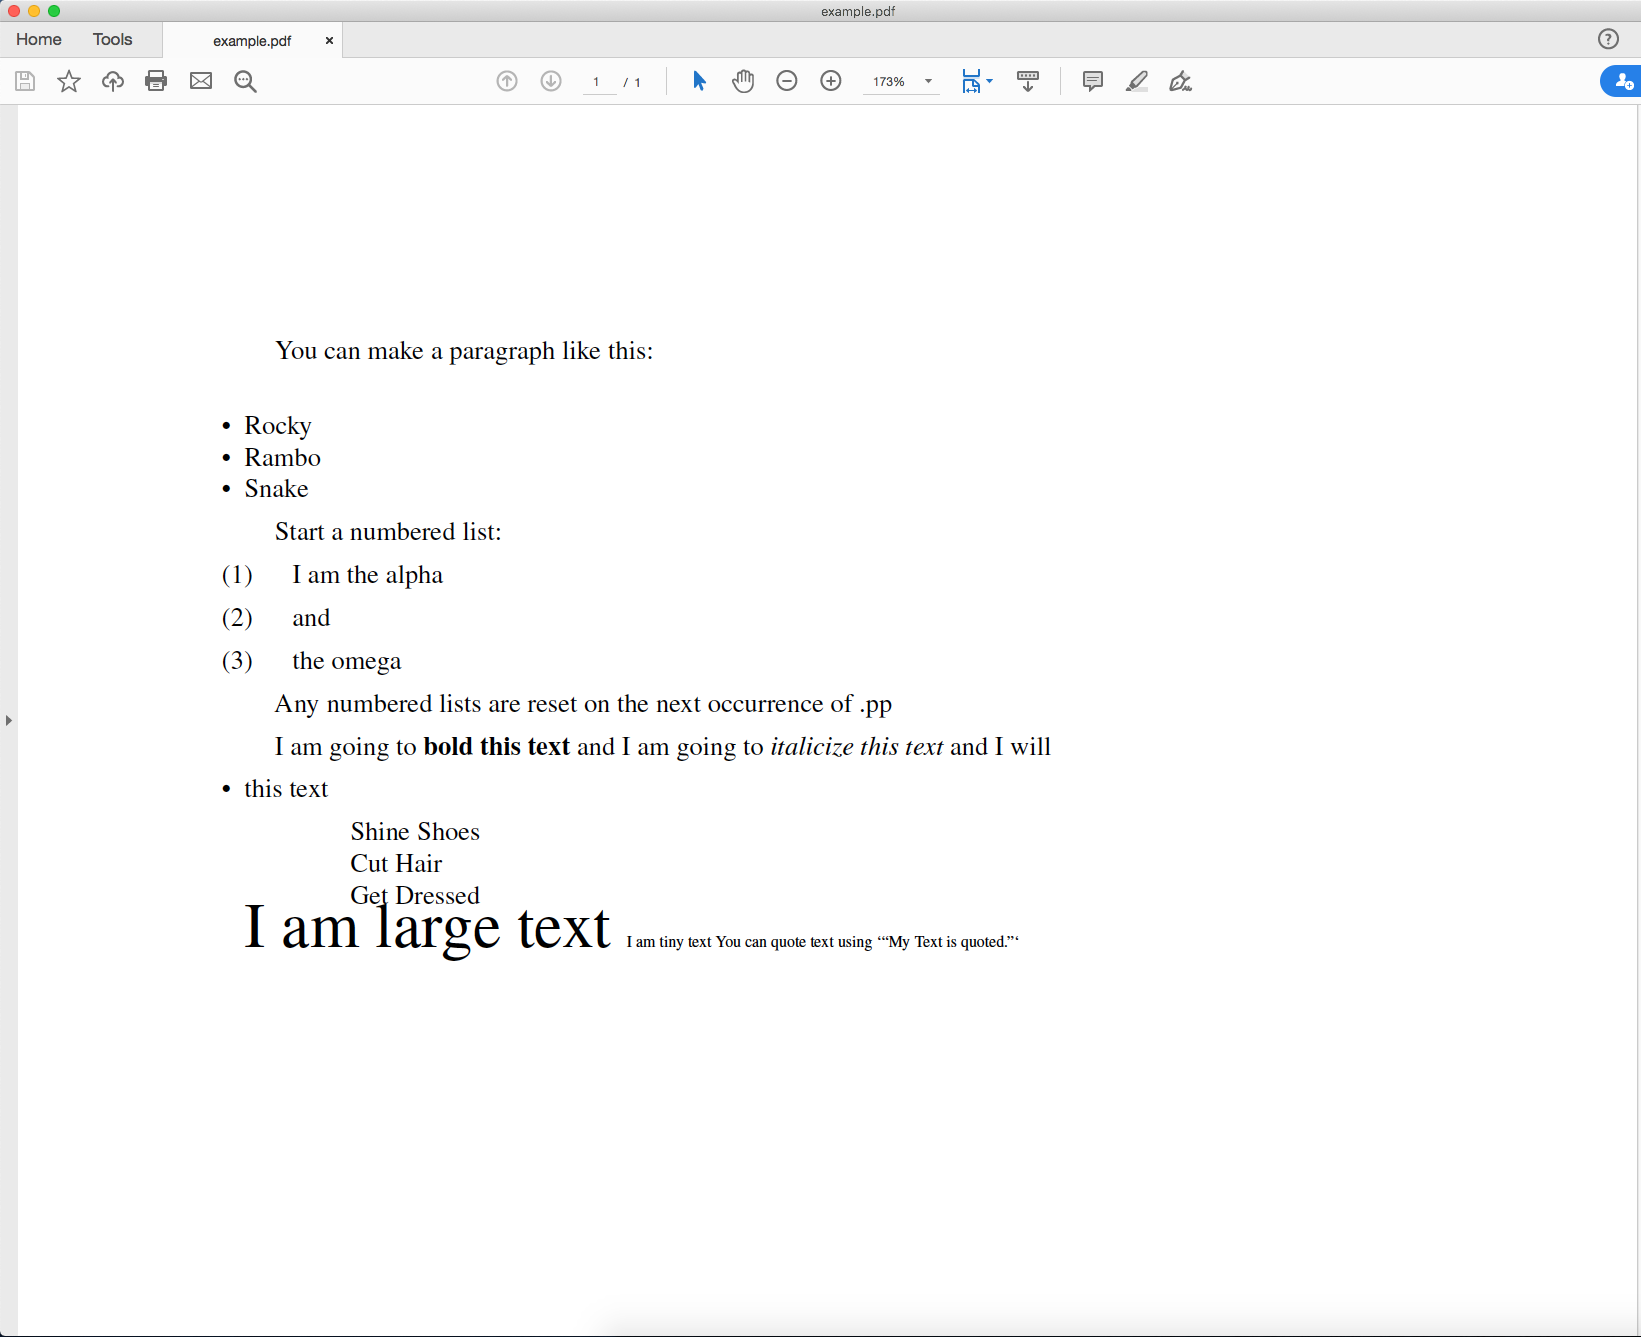 example.pdf
Home Tools example.pdf ×
1 / 1 173%
You can make a paragraph like this:
• Rocky
• Rambo
• Snake
Start a numbered list:
(1) I am the alpha
(2) and
(3) the omega
Any numbered lists are reset on the next occurrence of .pp
I am going to bold this text and I am going to italicize this text and I will
• this text
Shine Shoes
Cut Hair
Get Dressed
I am large text I am tiny text You can quote text using ‘“My Text is quoted.”‘